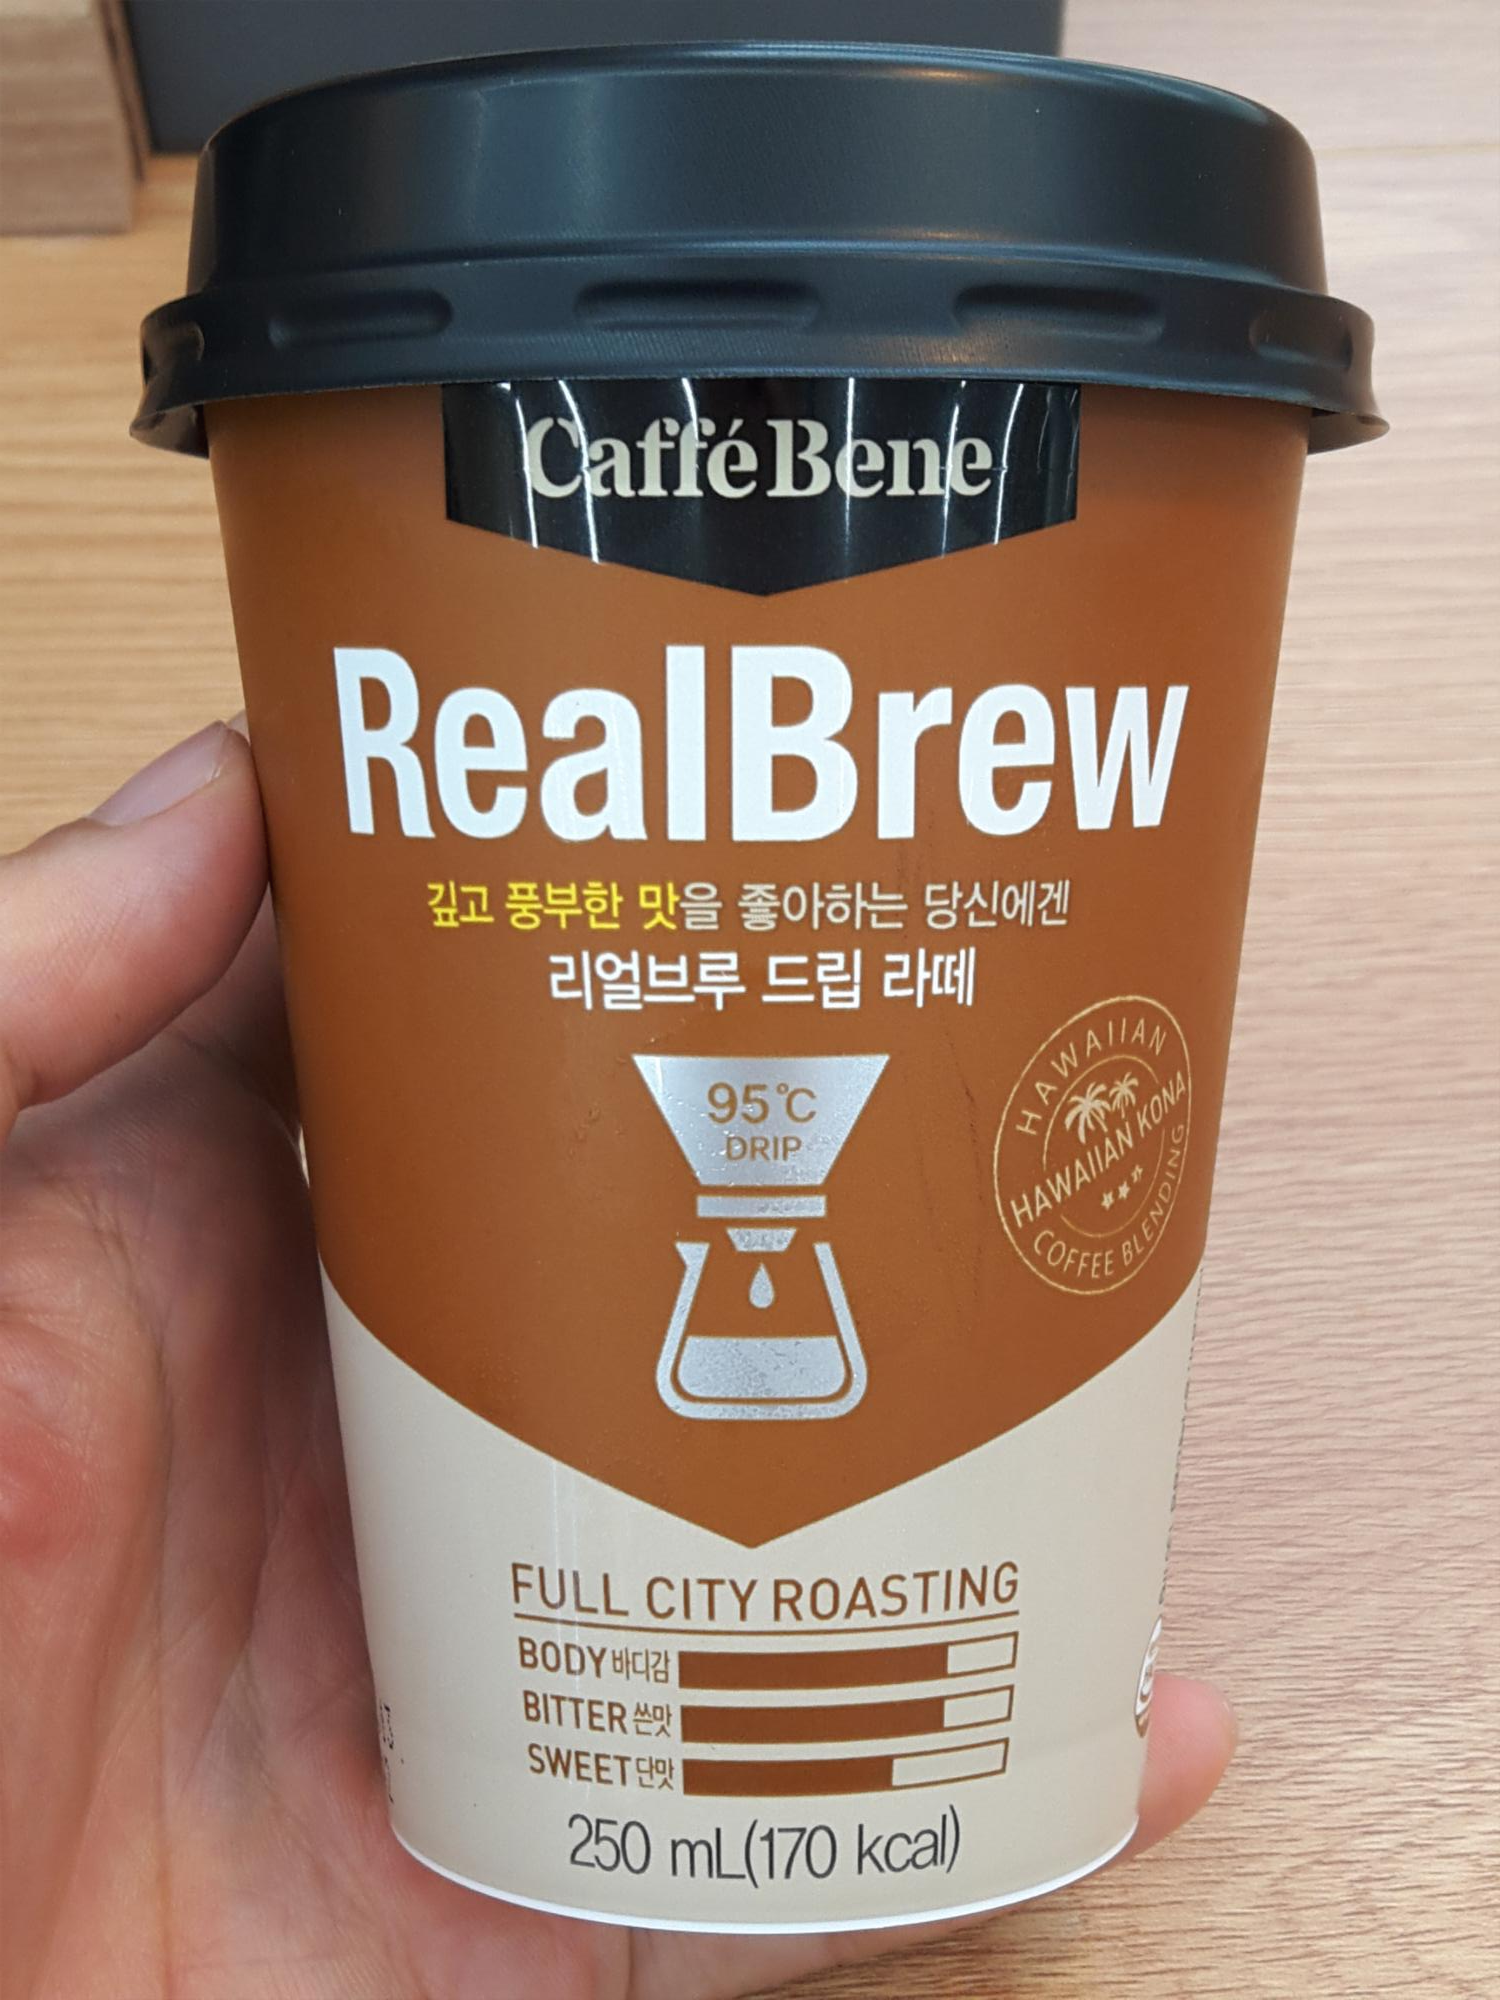 Caffé Bene
RealBrew
깊고 풍부한 맛을 좋아하는 당신에겐
리얼브루 드립 라떼
95℃
DRIP
HAWAIIAN
HAWAIIAN KONA
COFFEE BLENDING
FULL CITY ROASTING
BODY 바디감
BITTER 쓴맛
SWEET 단맛
250 mL(170 kcal)